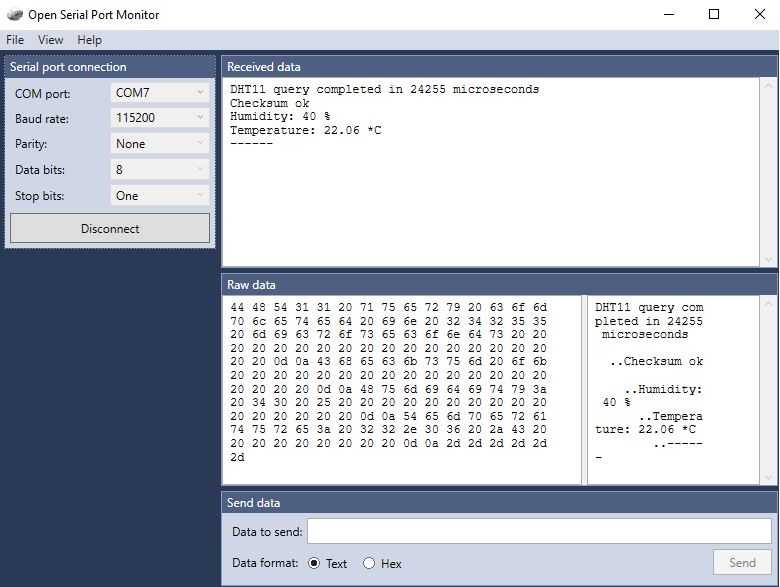 Open Serial Port Monitor
File View Help
Serial port connection
COM port: COM7
Baud rate: 115200
Parity: None
Data bits: 8
Stop bits: One
Disconnect
Received data
DHT11 query completed in 24255 microseconds
Checksum ok
Humidity: 40 %
Temperature: 22.06 *C
------
Raw data
44 48 54 31 31 20 71 75 65 72 79 20 63 6f 6d
70 6c 65 74 65 64 20 69 6e 20 32 34 32 35 35
20 6d 69 63 72 6f 73 65 63 6f 6e 64 73 20 20
20 20 20 20 20 20 20 20 20 20 20 20 20 20 20
20 20 0d 0a 43 68 65 63 6b 73 75 6d 20 6f 6b
20 20 20 20 20 20 20 20 20 20 20 20 20 20 20
20 20 20 20 0d 0a 48 75 6d 69 64 69 74 79 3a
20 34 30 20 25 20 20 20 20 20 20 20 20 20 20
20 20 20 20 20 20 0d 0a 54 65 6d 70 65 72 61
74 75 72 65 3a 20 32 32 2e 30 36 20 2a 43 20
20 20 20 20 20 20 20 20 0d 0a 2d 2d 2d 2d 2d
2d
DHT11 query com
pleted in 24255
microseconds
..Checksum ok
..Humidity:
40 %
..Tempera
ture: 22.06 *C
..-----
-
Send data
Data to send:
Data format: Text Hex
Send